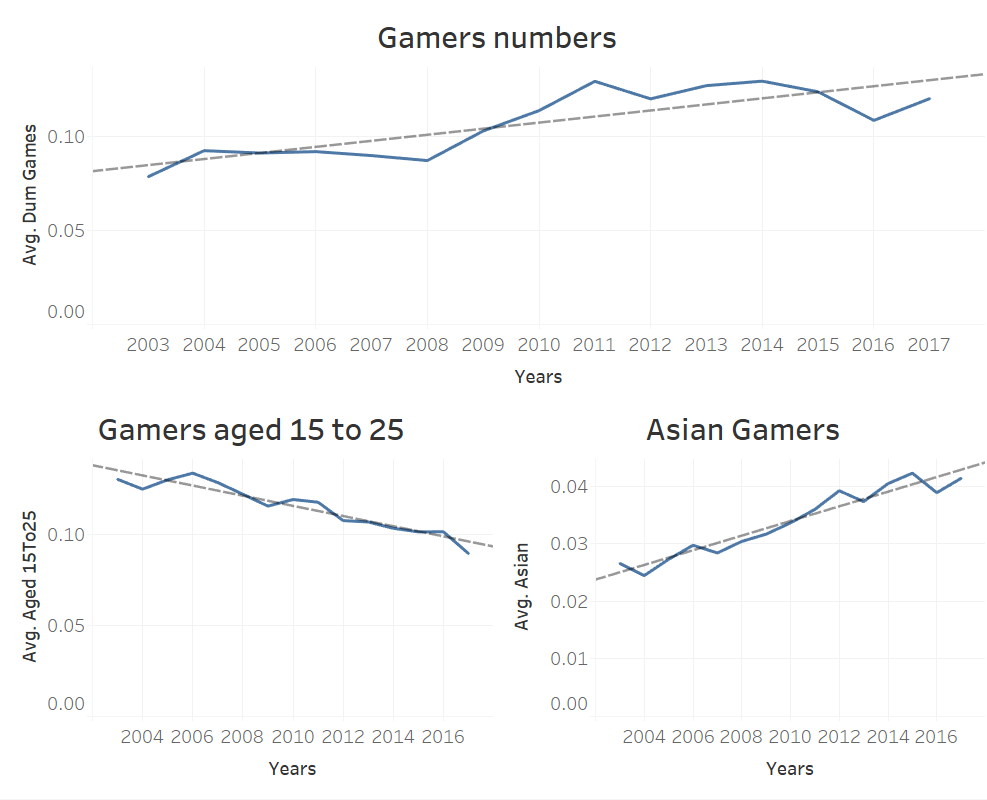 Gamers numbers
Avg. Dum Games
0.10
0.05
0.00
2003 2004 2005 2006 2007 2008 2009 2010 2011 2012 2013 2014 2015 2016 2017
Years
Gamers aged 15 to 25
Avg. Aged 15To25
0.10
0.05
0.00
2004 2006 2008 2010 2012 2014 2016
Years
Asian Gamers
Avg. Asian
0.04
0.03
0.02
0.01
0.00
2004 2006 2008 2010 2012 2014 2016
Years